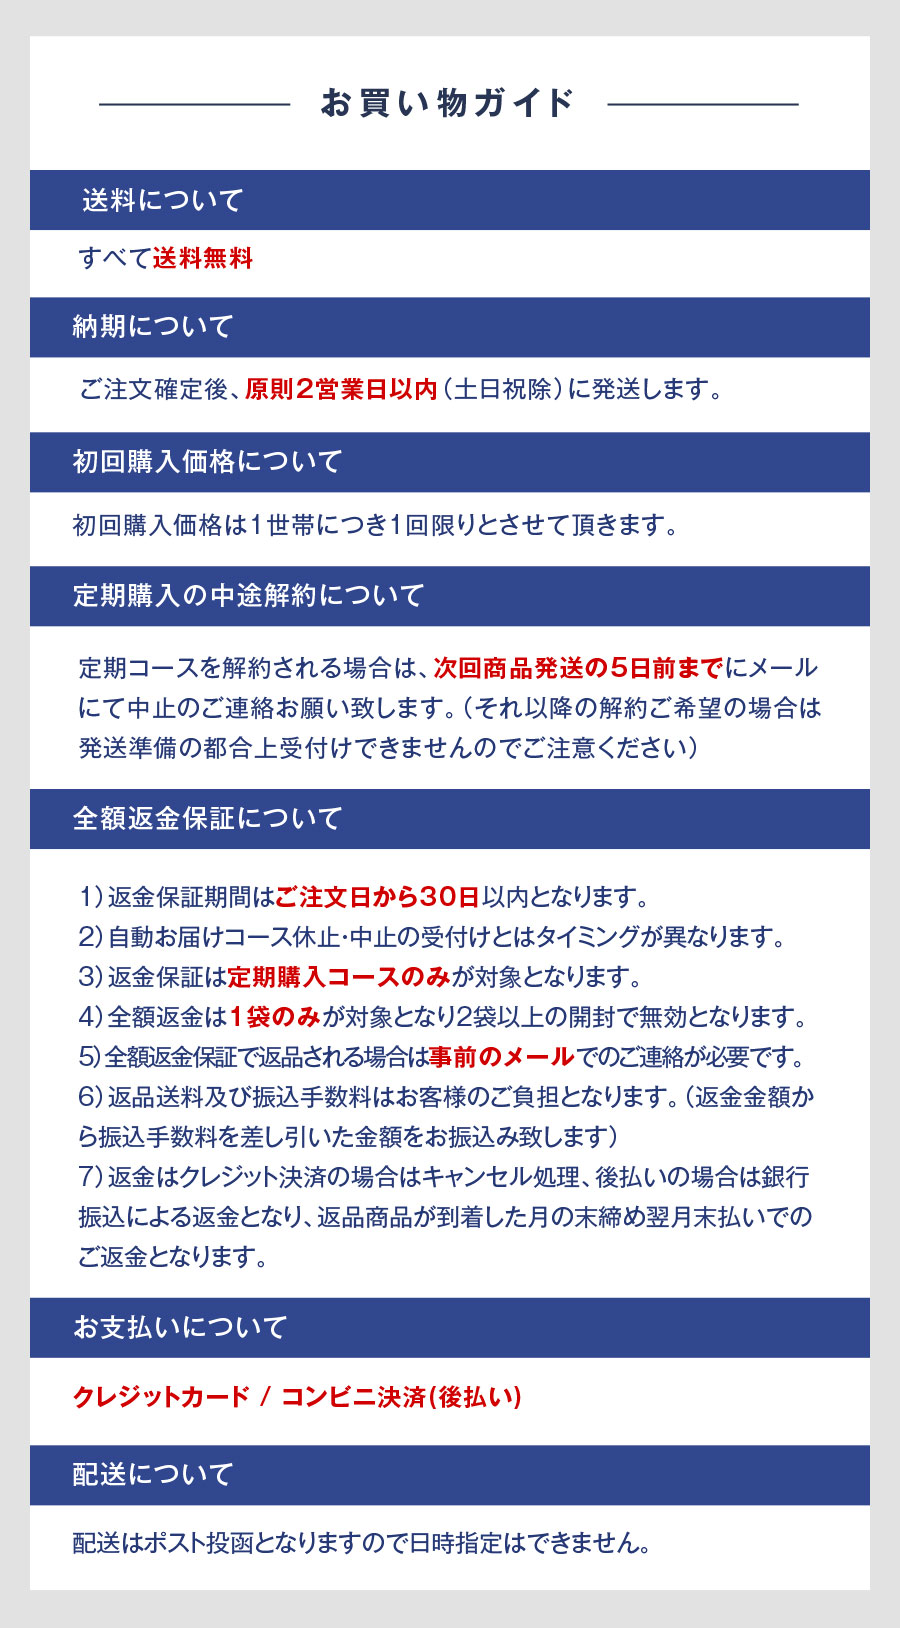 お買い物ガイド
送料について
すべて送料無料
納期について
ご注文確定後、原則2営業日以内（土日祝除）に発送します。
初回購入価格について
初回購入価格は1世帯につき1回限りとさせて頂きます。
定期購入の中途解約について
定期コースを解約される場合は、次回商品発送の5日前までにメール
にて中止のご連絡お願い致します。（それ以降の解約ご希望の場合は
発送準備の都合上受付けできませんのでご注意ください）
全額返金保証について
1）返金保証期間はご注文日から30日以内となります。
2）自動お届けコース休止・中止の受付けとはタイミングが異なります。
3）返金保証は定期購入コースのみが対象となります。
4）全額返金は1袋のみが対象となり2袋以上の開封で無効となります。
5）全額返金保証で返品される場合は事前のメールでのご連絡が必要です。
6）返品送料及び振込手数料はお客様のご負担となります。（返金金額か
ら振込手数料を差し引いた金額をお振込み致します）
7）返金はクレジット決済の場合はキャンセル処理、後払いの場合は銀行
振込による返金となり、返品商品が到着した月の末締め翌月末払いでの
ご返金となります。
お支払いについて
クレジットカード / コンビニ決済(後払い)
配送について
配送はポスト投函となりますので日時指定はできません。